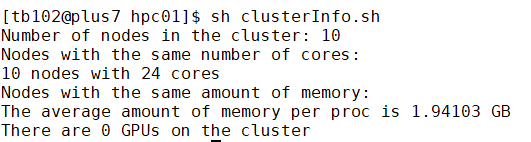 [tb102@plus7 hpc01]$ sh clusterInfo.sh
Number of nodes in the cluster: 10
Nodes with the same number of cores:
10 nodes with 24 cores
Nodes with the same amount of memory:
The average amount of memory per proc is 1.94103 GB
There are 0 GPUs on the cluster